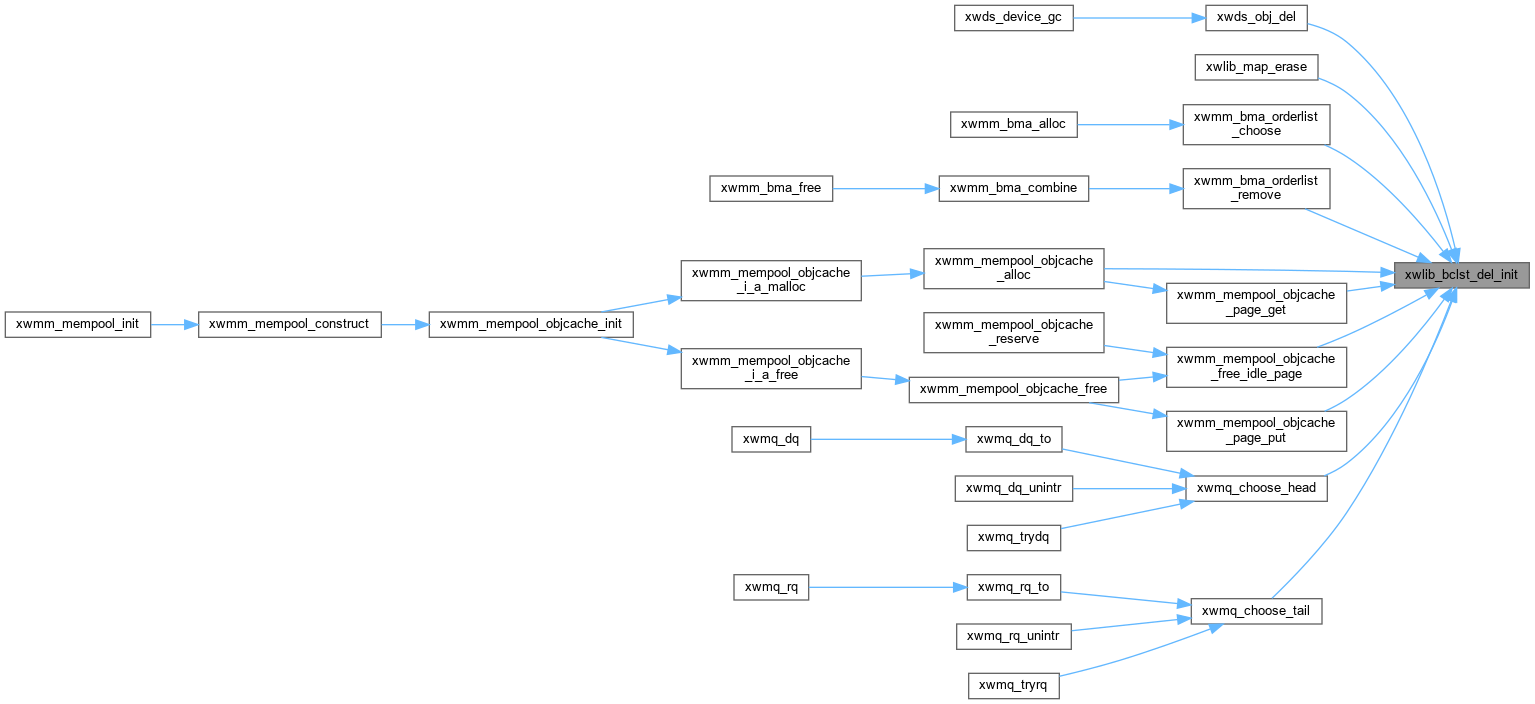 xwds_device_gc
xwds_obj_del
xwlib_map_erase
xwmm_bma_alloc
xwmm_bma_orderlist
_choose
xwmm_bma_free
xwmm_bma_combine
xwmm_bma_orderlist
_remove
xwlib_bclst_del_init
xwmm_mempool_objcache
_i_a_malloc
xwmm_mempool_objcache
_alloc
xwmm_mempool_objcache
_page_get
xwmm_mempool_init
xwmm_mempool_construct
xwmm_mempool_objcache_init
xwmm_mempool_objcache
_reserve
xwmm_mempool_objcache
_i_a_free
xwmm_mempool_objcache_free
xwmm_mempool_objcache
_free_idle_page
xwmm_mempool_objcache
_page_put
xwmq_dq
xwmq_dq_to
xwmq_dq_unintr
xwmq_choose_head
xwmq_trydq
xwmq_rq
xwmq_rq_to
xwmq_choose_tail
xwmq_rq_unintr
xwmq_tryrq